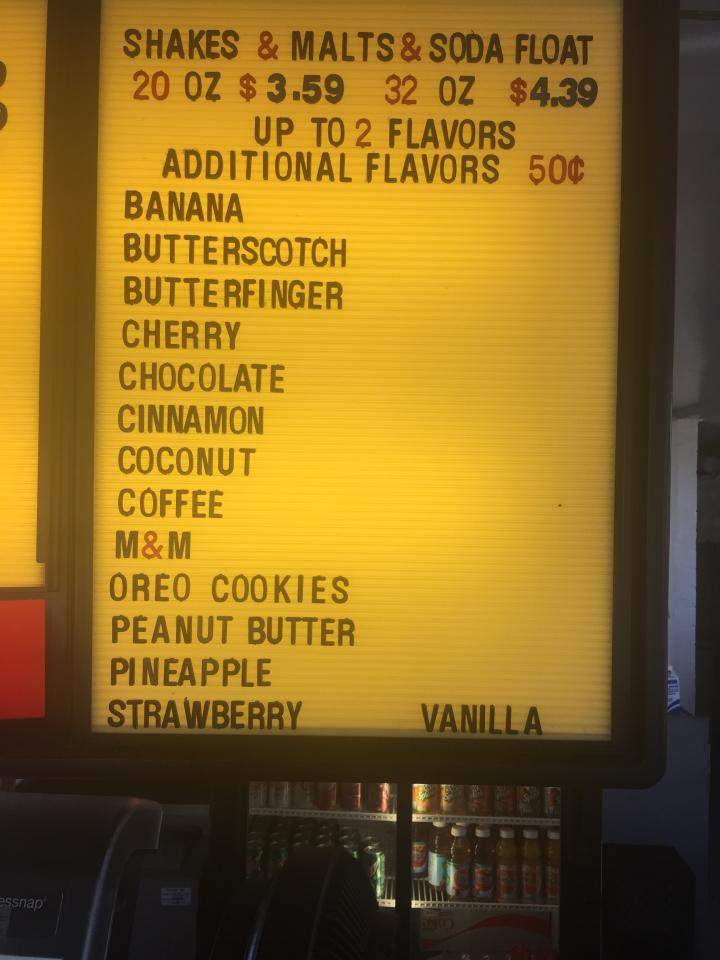 SHAKES & MALTS & SODA FLOAT
20 OZ $3.59 32 OZ $4.39
UP TO 2 FLAVORS
ADDITIONAL FLAVORS 50¢
BANANA
BUTTERSCOTCH
BUTTERFINGER
CHERRY
CHOCOLATE
CINNAMON
COCONUT
COFFEE
M&M
OREO COOKIES
PEANUT BUTTER
PINEAPPLE
STRAWBERRY VANILLA
essnap